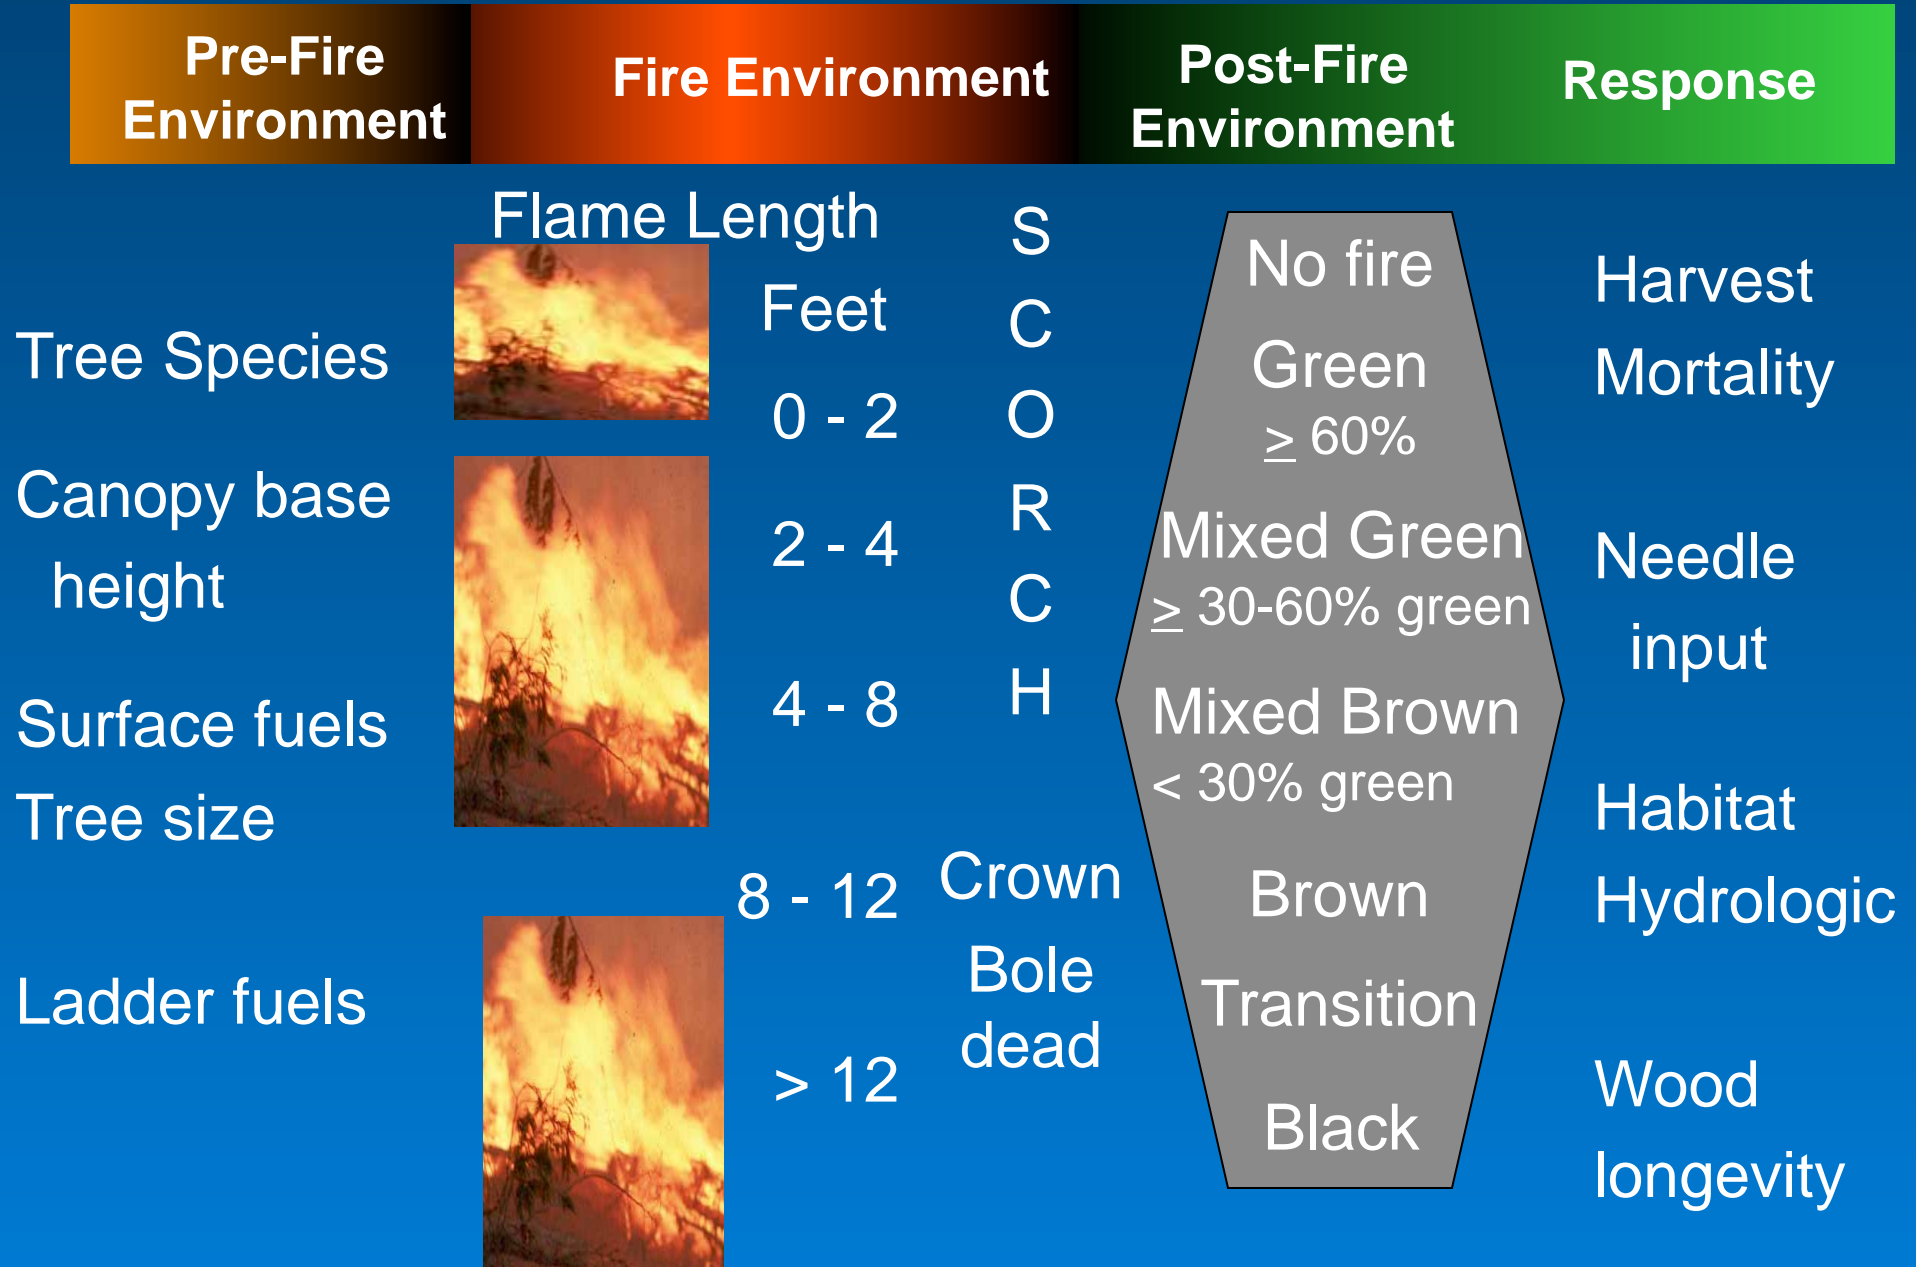 Pre-Fire
Environment
Fire Environment
Post-Fire
Environment
Response
Tree Species
Canopy base
height
Surface fuels
Tree size
Ladder fuels
Flame Length
Feet
0 - 2
2 - 4
4 - 8
8 - 12
> 12
S
C
O
R
C
H
Crown
Bole
dead
No fire
Green
≥ 60%
Mixed Green
≥ 30-60% green
Mixed Brown
< 30% green
Brown
Transition
Black
Harvest
Mortality
Needle
input
Habitat
Hydrologic
Wood
longevity